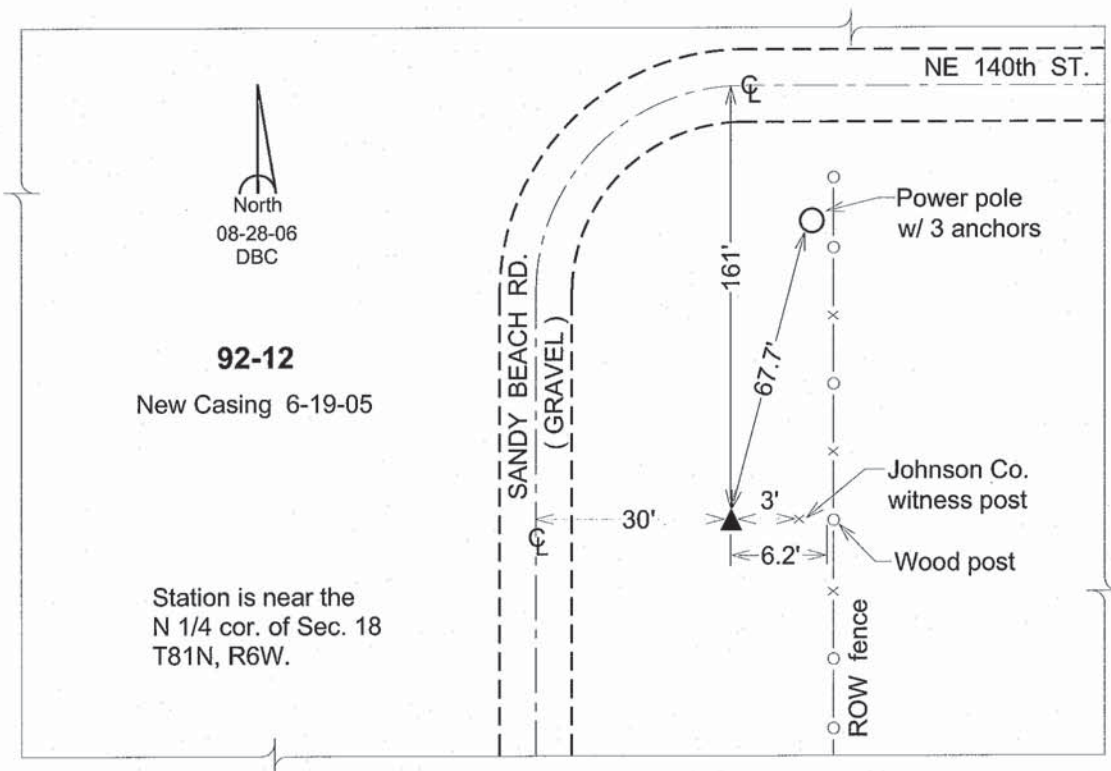 NE 140th ST.
℄
North
08-28-06
DBC
Power pole
w/ 3 anchors
161'
67.7'
SANDY BEACH RD.
( GRAVEL )
92-12
New Casing 6-19-05
Johnson Co.
witness post
3'
30'
℄
6.2'
Wood post
Station is near the
N 1/4 cor. of Sec. 18
T81N, R6W.
ROW fence